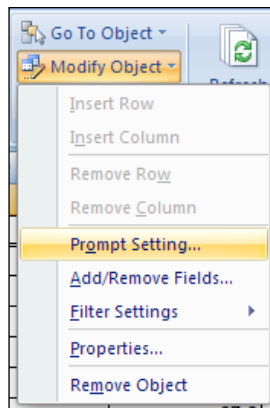 Go To Object
Modify Object
Refresh
Insert Row
Insert Column
Remove Row
Remove Column
Prompt Setting...
Add/Remove Fields...
Filter Settings
Properties...
Remove Object